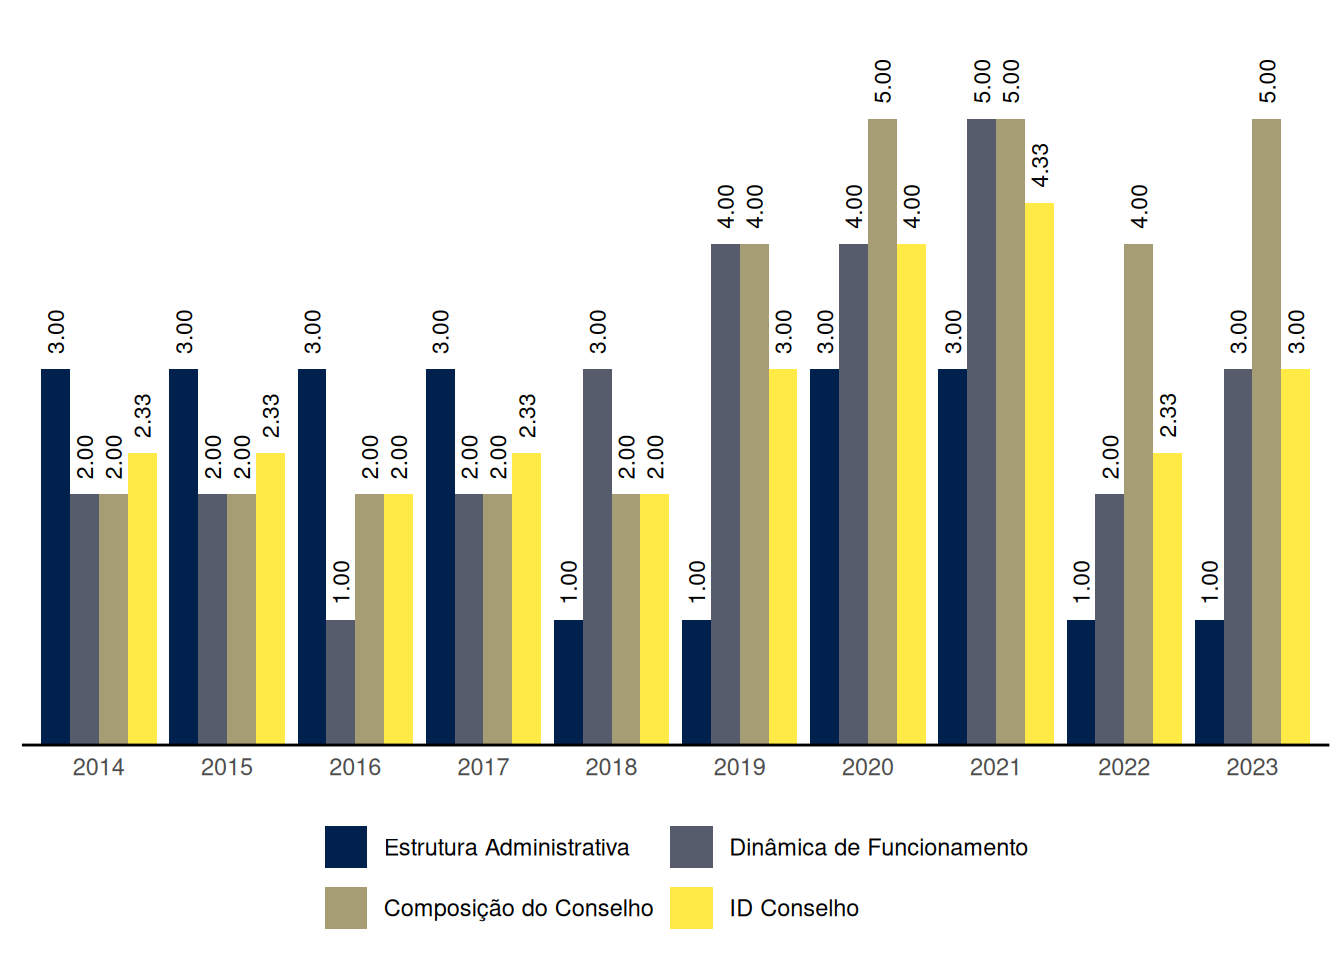 3.00 2.00 2.00 2.33 3.00 2.00 2.00 2.33 3.00 1.00 2.00 2.00 3.00 2.00 2.00 2.33 1.00 3.00 2.00 2.00 1.00 4.00 4.00 3.00 3.00 4.00 5.00 4.00 3.00 5.00 5.00 4.33 1.00 2.00 4.00 2.33 1.00 3.00 5.00 3.00
2014 2015 2016 2017 2018 2019 2020 2021 2022 2023
Estrutura Administrativa Dinâmica de Funcionamento
Composição do Conselho ID Conselho